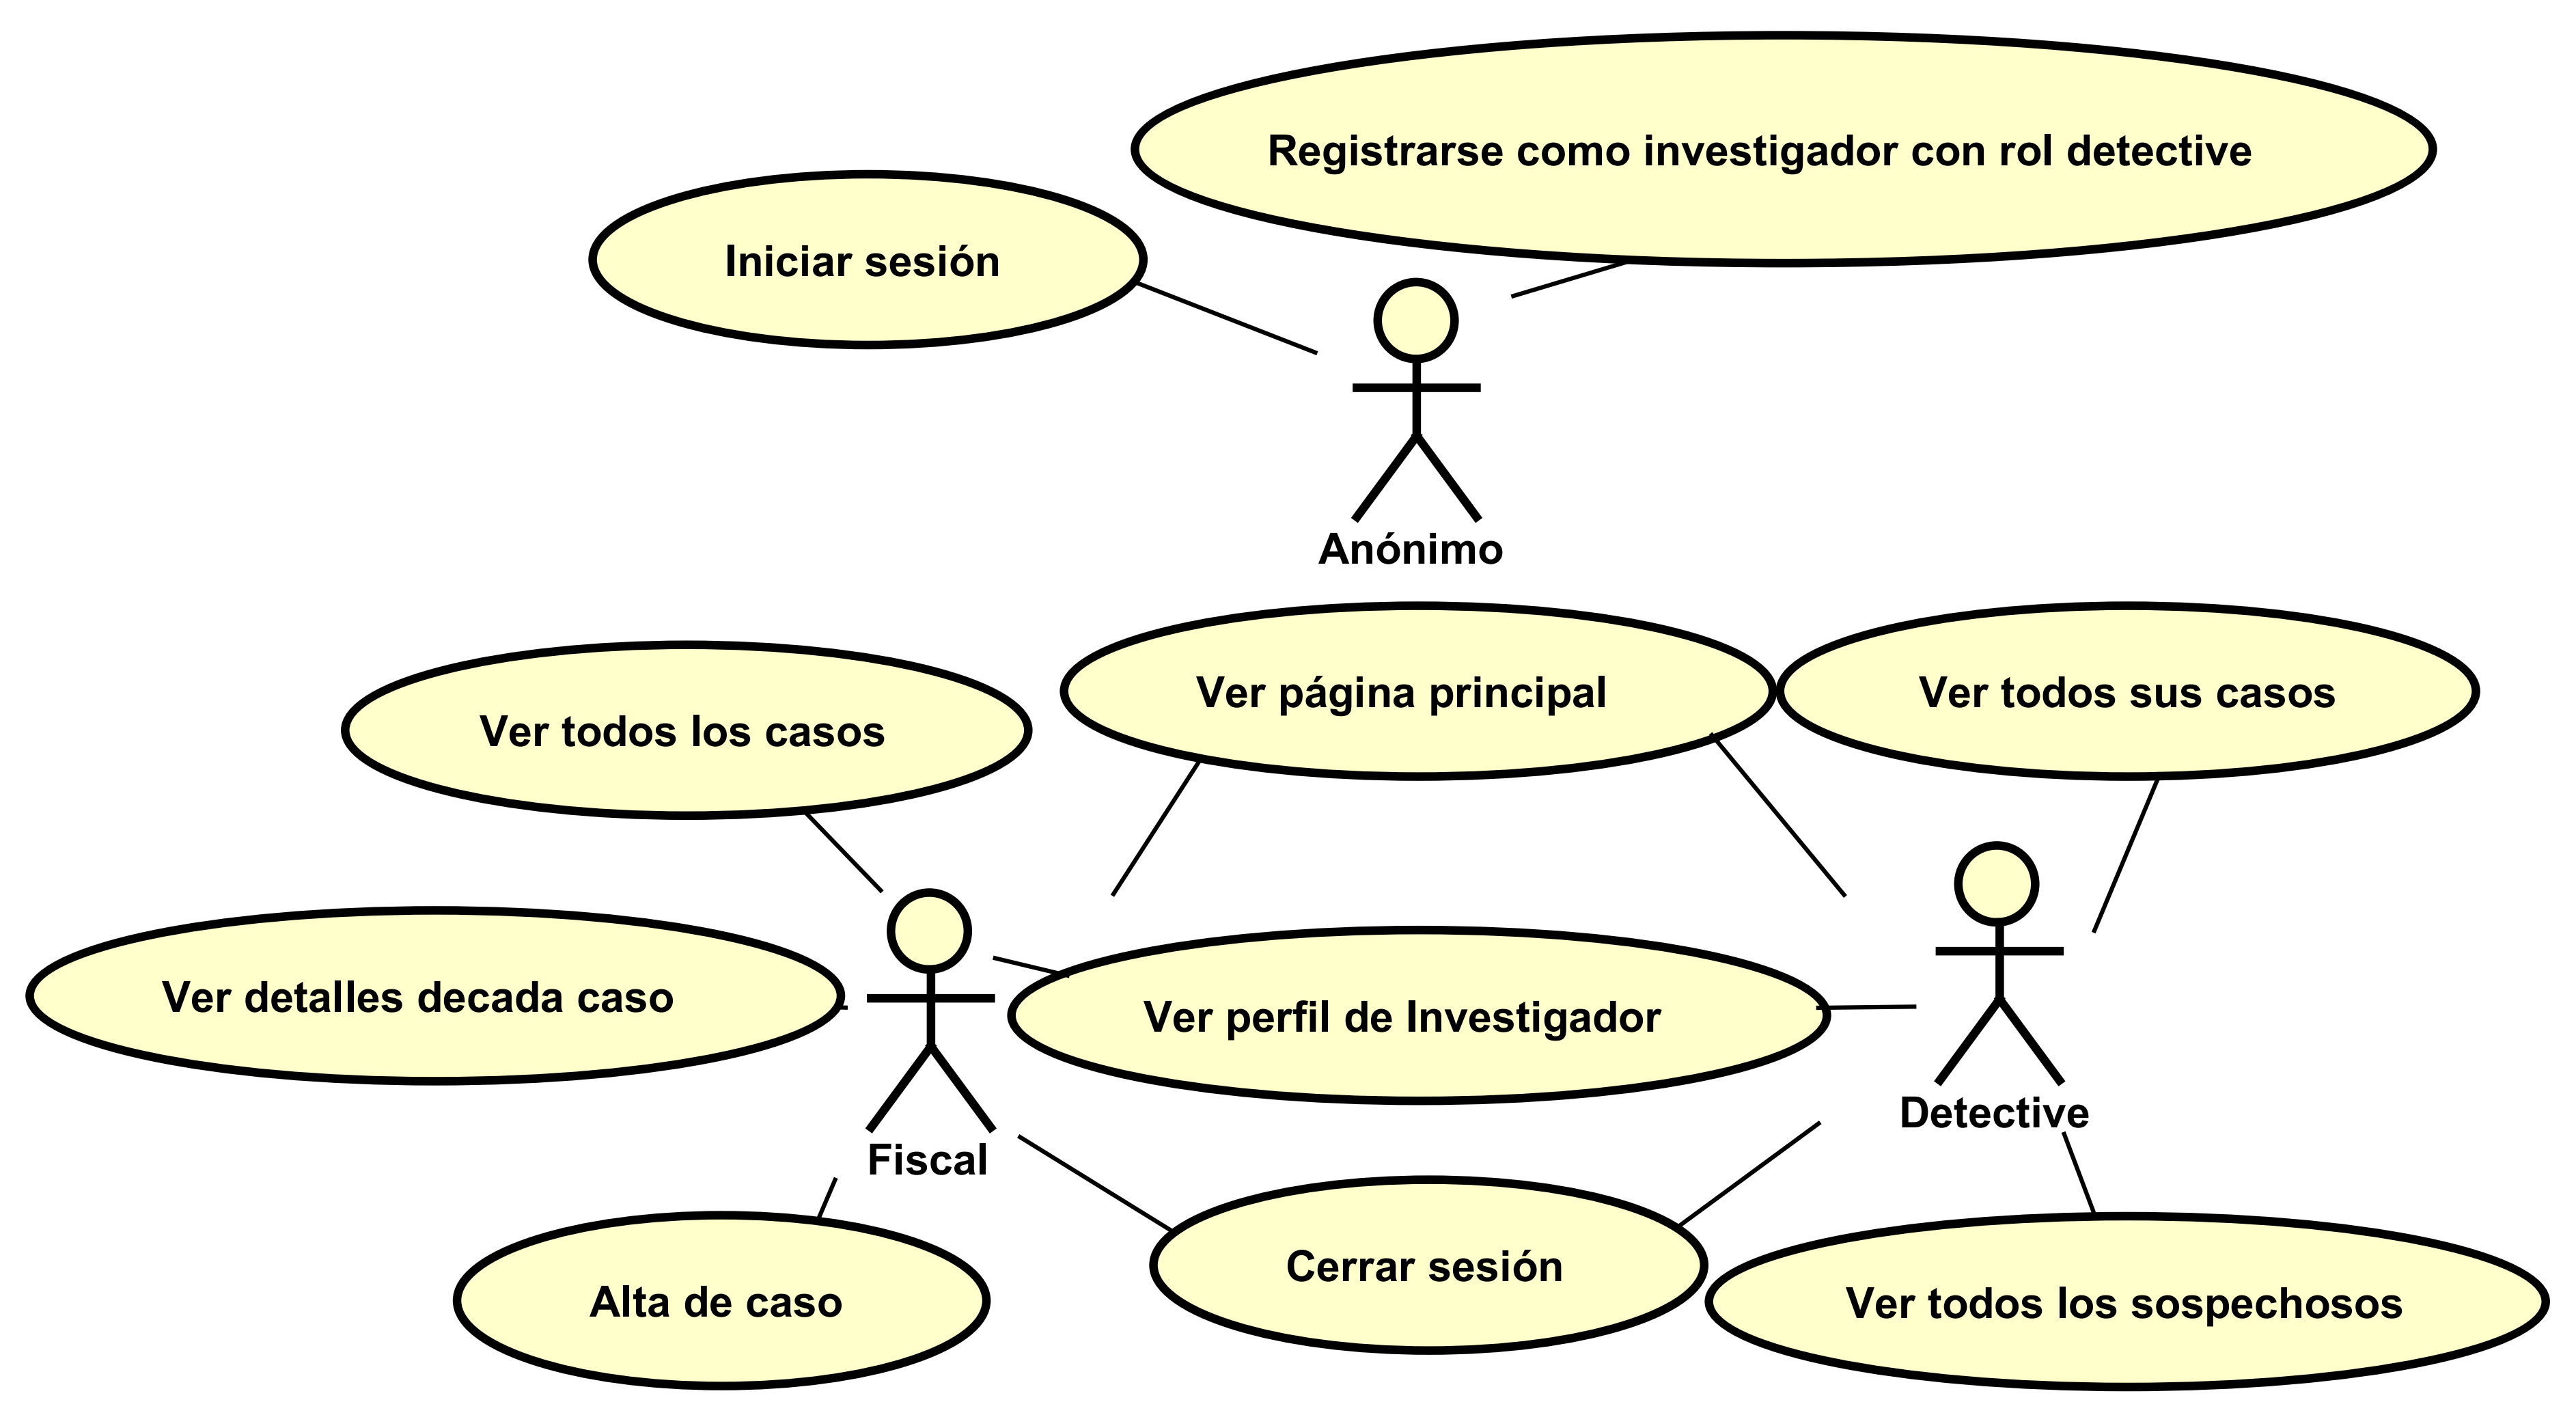 Registrarse como investigador con rol detective
Iniciar sesión
Anónimo
Ver página principal
Ver todos sus casos
Ver todos los casos
Ver detalles decada caso
Ver perfil de Investigador
Detective
Fiscal
Cerrar sesión
Alta de caso
Ver todos los sospechosos